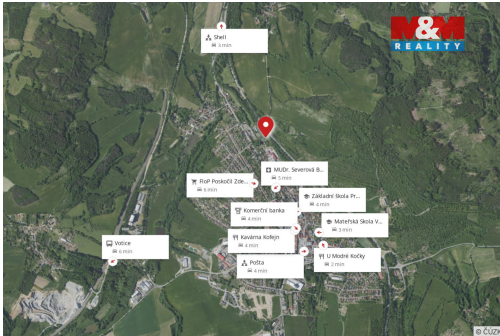 Shell
3 min
M&M
REALITY
MUDr. Severová B...
5 min
FloP Poskočil Zde...
6 min
Základní škola Pr...
4 min
Komerční banka
4 min
Mateřská škola V...
3 min
Kavárna Kofejn
4 min
Votice
6 min
U Modré Kočky
2 min
Pošta
4 min
© ČÚZK